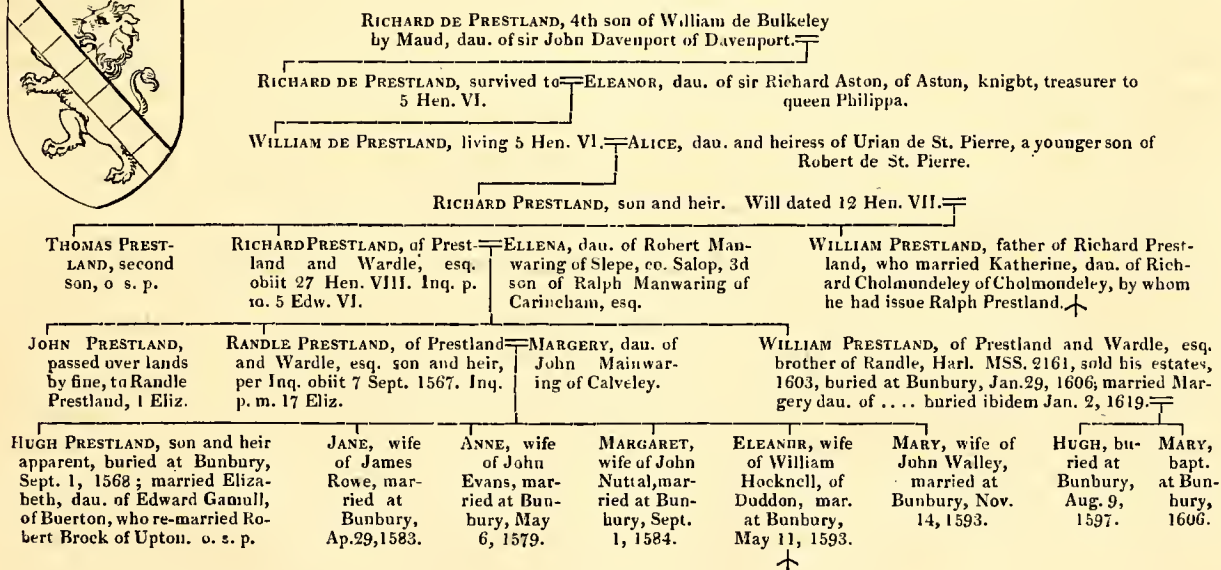 RICHARD DE PRESTLAND, 4th son of William de Bulkeley
by Maud, dau. of sir John Davenport of Davenport.
RICHARD DE PRESTLAND, survived to
5 Hen. VI.
ELEANOR, dau. of sir Richard Aston, of Aston, knight, treasurer to
queen Philippa.
WILLIAM DE PRESTLAND, living 5 Hen. VI.
ALICE, dau. and heiress of Urian de St. Pierre, a younger son of
Robert de St. Pierre.
RICHARD PRESTLAND, son and heir. Will dated 12 Hen. VII.
THOMAS PREST-
LAND, second
son, o s. p.
RICHARD PRESTLAND, of Prest-
land and Wardle, esq.
obiit 27 Hen. VIII. Inq. p.
m. 5 Edw. VI.
ELLENA, dau. of Robert Man-
waring of Slepe, co. Salop, 3d
son of Ralph Manwaring of
Carincham, esq.
WILLIAM PRESTLAND, father of Richard Prest-
land, who married Katherine, dau. of Rich-
ard Cholmondeley of Cholmondeley, by whom
he had issue Ralph Prestland.
JOHN PRESTLAND,
passed over lands
by fine, to Randle
Prestland, 1 Eliz.
RANDLE PRESTLAND, of Prestland
and Wardle, esq. son and heir,
per Inq. obiit 7 Sept. 1567. Inq.
p. m. 17 Eliz.
MARGERY, dau. of
John Mainwar-
ing of Calveley.
WILLIAM PRESTLAND, of Prestland and Wardle, esq.
brother of Randle, Harl. MSS. 2161, sold his estates,
1603, buried at Bunbury, Jan. 29, 1606; married Mar-
gery dau. of .... buried ibidem Jan. 2, 1619.
HUGH PRESTLAND, son and heir
apparent, buried at Bunbury,
Sept. 1, 1568; married Eliza-
beth, dau. of Edward Gamull,
of Buerton, who re-married Ro-
bert Brock of Upton. o. s. p.
JANE, wife
of James
Rowe, mar-
ried at
Bunbury,
Ap. 29, 1583.
ANNE, wife
of John
Evans, mar-
ried at Bun-
bury, May
6, 1579.
MARGARET,
wife of John
Nuttal, mar-
ried at Bun-
bury, Sept.
1, 1584.
ELEANOR, wife
of William
Hocknell, of
Duddon, mar.
at Bunbury,
May 11, 1593.
MARY, wife of
John Walley,
married at
Bunbury, Nov.
14, 1593.
HUGH, bu-
ried at
Bunbury,
Aug. 9,
1597.
MARY,
bapt.
at Bun-
bury,
1606.